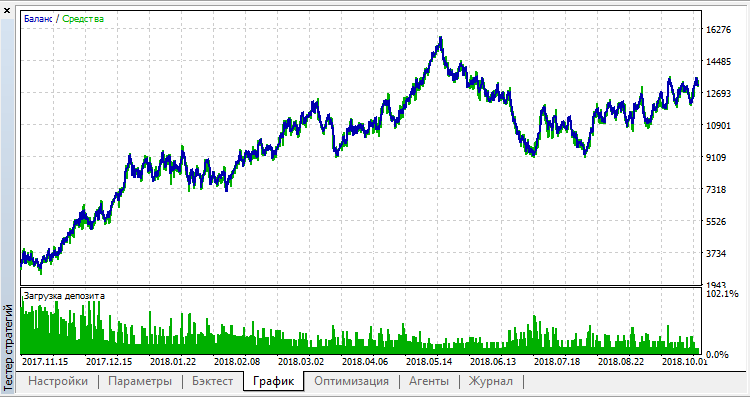 Баланс / Средства
16276
14485
12693
10901
9109
7318
5526
3734
1943
Загрузка депозита
102.1%
0.0%
2017.11.15 2017.12.15 2018.01.22 2018.02.08 2018.03.02 2018.04.06 2018.05.14 2018.06.13 2018.07.18 2018.08.22 2018.10.01
Тестер стратегий
Настройки Параметры Бэктест График Оптимизация Агенты Журнал